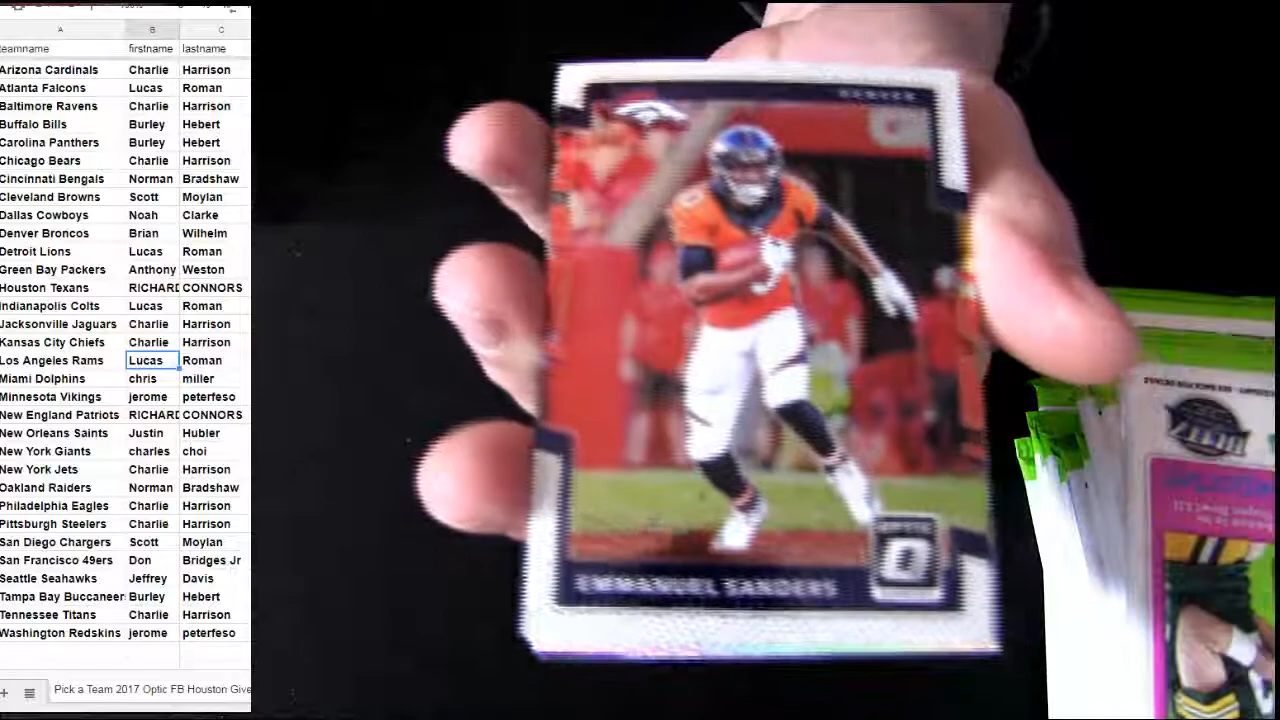 A B C
teamname firstname lastname
Arizona Cardinals Charlie Harrison
Atlanta Falcons Lucas Roman
Baltimore Ravens Charlie Harrison
Buffalo Bills Burley Hebert
Carolina Panthers Burley Hebert
Chicago Bears Charlie Harrison
Cincinnati Bengals Norman Bradshaw
Cleveland Browns Scott Moylan
Dallas Cowboys Noah Clarke
Denver Broncos Brian Wilhelm
Detroit Lions Lucas Roman
Green Bay Packers Anthony Weston
Houston Texans RICHARD CONNORS
Indianapolis Colts Lucas Roman
Jacksonville Jaguars Charlie Harrison
Kansas City Chiefs Charlie Harrison
Los Angeles Rams Lucas Roman
Miami Dolphins chris miller
Minnesota Vikings jerome peterfeso
New England Patriots RICHARD CONNORS
New Orleans Saints Justin Hubler
New York Giants charles choi
New York Jets Charlie Harrison
Oakland Raiders Norman Bradshaw
Philadelphia Eagles Charlie Harrison
Pittsburgh Steelers Charlie Harrison
San Diego Chargers Scott Moylan
San Francisco 49ers Don Bridges Jr
Seattle Seahawks Jeffrey Davis
Tampa Bay Buccaneer Burley Hebert
Tennessee Titans Charlie Harrison
Washington Redskins jerome peterfeso
Pick a Team 2017 Optic FB Houston Give
DENVER
OPTIC
EMMANUEL SANDERS